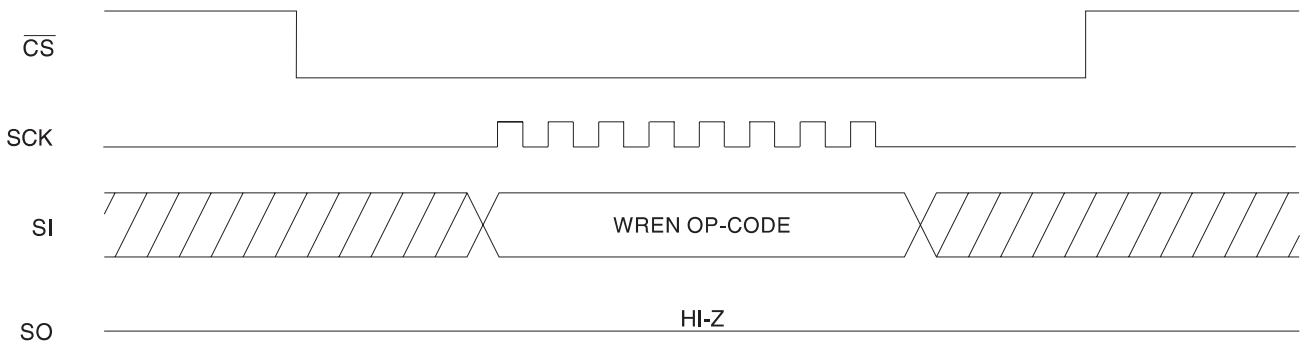 CS
SCK
SI
WREN OP-CODE
SO
HI-Z